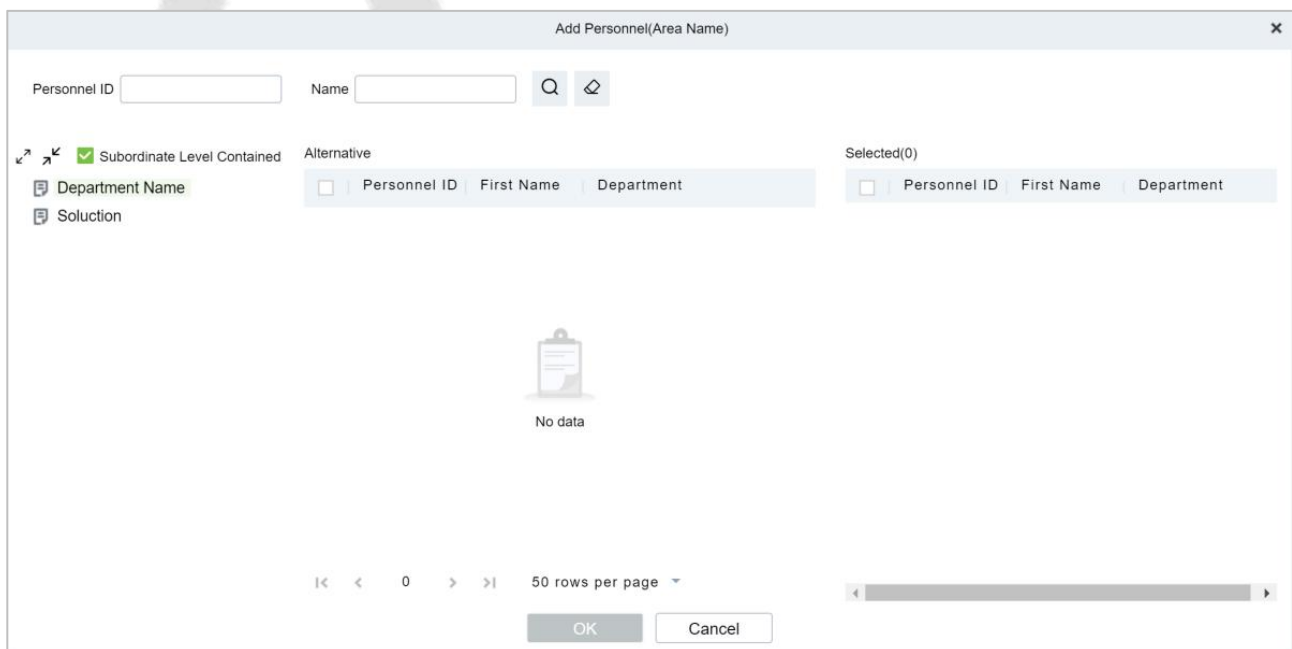 Add Personnel(Area Name)
Personnel ID Name
Subordinate Level Contained Alternative Selected(0)
Department Name Personnel ID First Name Department Personnel ID First Name Department
Soluction
No data
0 50 rows per page
OK Cancel